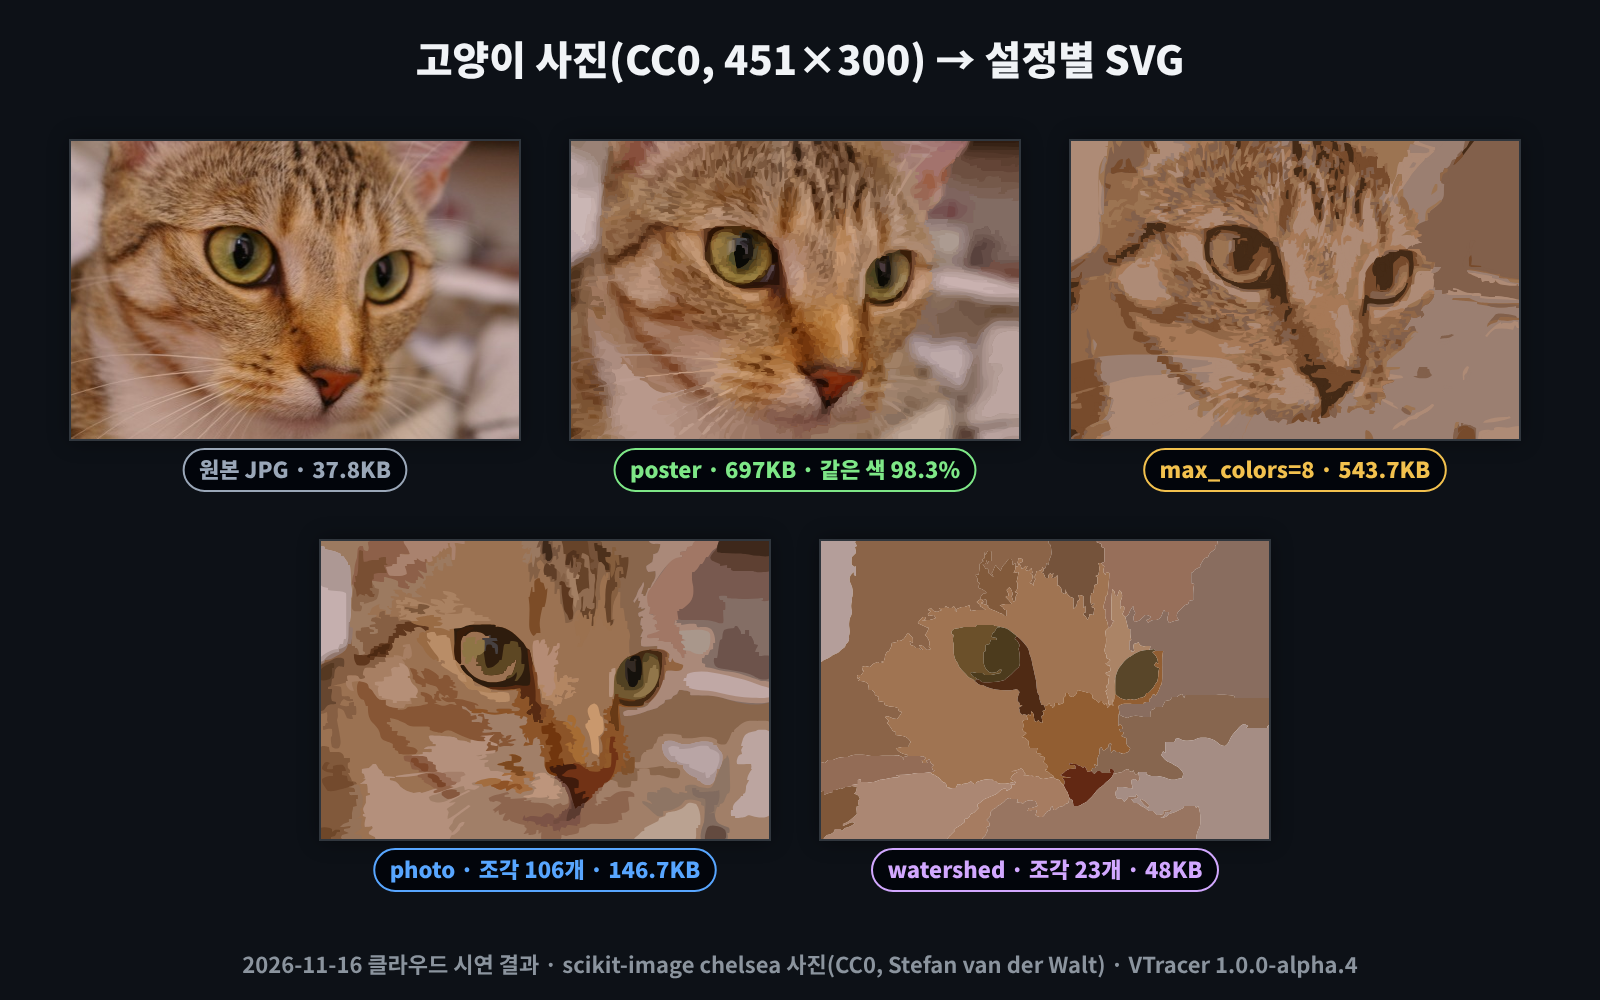 고양이 사진(CC0, 451×300) → 설정별 SVG
원본 JPG · 37.8KB
poster · 697KB · 같은 색 98.3%
max_colors=8 · 543.7KB
photo · 조각 106개 · 146.7KB
watershed · 조각 23개 · 48KB
2026-11-16 클라우드 시연 결과 · scikit-image chelsea 사진(CC0, Stefan van der Walt) · VTracer 1.0.0-alpha.4